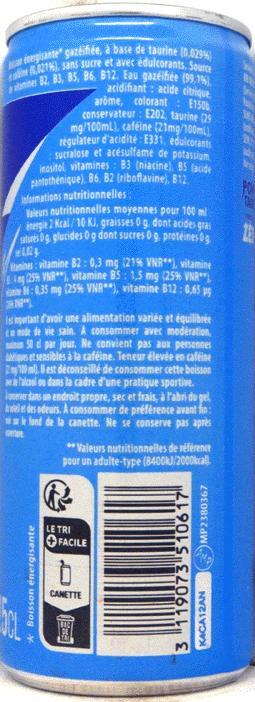 Boisson énergisante* gazéifiée, à base de taurine (0,029%)
et caféine (0,021%), sans sucre et avec édulcorants. Source
de vitamines B2, B3, B5, B6, B12. Eau gazéifiée (99,1%),
acidifiant : acide citrique,
arôme, colorant : E150b,
conservateur : E202, taurine (29
mg/100mL), caféine (21mg/100mL),
régulateur d'acidité : E331, édulcorants
: sucralose et acésulfame de potassium,
inositol, vitamines : B3 (niacine), B5 (acide
pantothénique), B6, B2 (riboflavine), B12.
Informations nutritionnelles :
Valeurs nutritionnelles moyennes pour 100 ml
énergie 2 Kcal / 10 KJ, graisses 0 g, dont acides gras
saturés 0 g, glucides 0 g dont sucres 0 g, protéines 0 g,
sel 0,02 g.
Vitamines : vitamine B2 : 0,3 mg (21% VNR**), vitamine
4 mg (25% VNR**), vitamine B5 : 1,5 mg (25% VNR**),
vitamine B6 : 0,35 mg (25% VNR**), vitamine B12 : 0,65 µg
VNR**).
Il est important d'avoir une alimentation variée et équilibrée
et un mode de vie sain. À consommer avec modération,
maximum 50 cl par jour. Ne convient pas aux personnes
diabétiques et sensibles à la caféine. Teneur élevée en caféine
(21 mg/100 ml). Il est déconseillé de consommer cette boisson
avec de l'alcool ou dans la cadre d'une pratique sportive.
À conserver dans un endroit propre, sec et frais, à l'abri du gel,
du soleil et des odeurs. À consommer de préférence avant fin :
voir sur le fond de la canette. Ne se conserve pas après
ouverture.
** Valeurs nutritionnelles de référence
pour un adulte-type (8400kJ/2000kcal).
LE TRI
+ FACILE
CANETTE
BAC
DE TRI
* Boisson énergisante
5CL
3 119073 510617
MP2380367
K4CA12AN